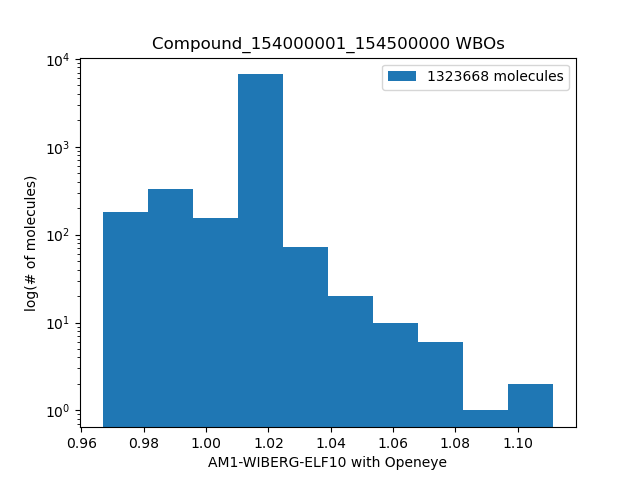 Compound_154000001_154500000 WBOs
1323668 molecules
log(# of molecules)
10⁴
10³
10²
10¹
10⁰
0.96 0.98 1.00 1.02 1.04 1.06 1.08 1.10
AM1-WIBERG-ELF10 with Openeye